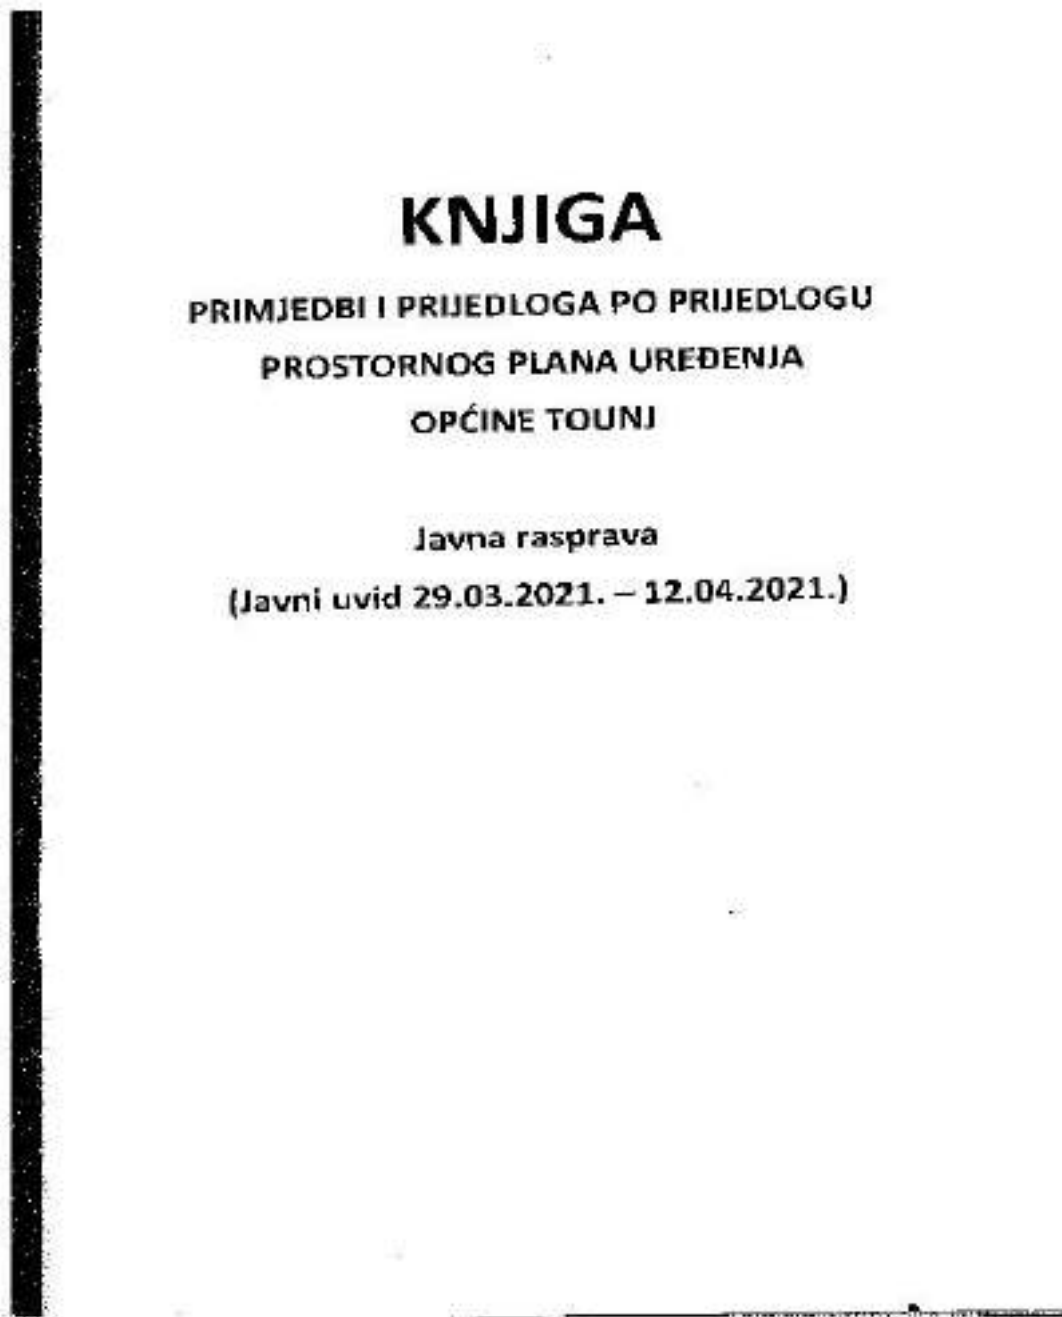 KNJIGA
PRIMJEDBI I PRIJEDLOGA PO PRIJEDLOGU
PROSTORNOG PLANA UREĐENJA
OPĆINE TOUNJ
Javna rasprava
(Javni uvid 29.03.2021. – 12.04.2021.)